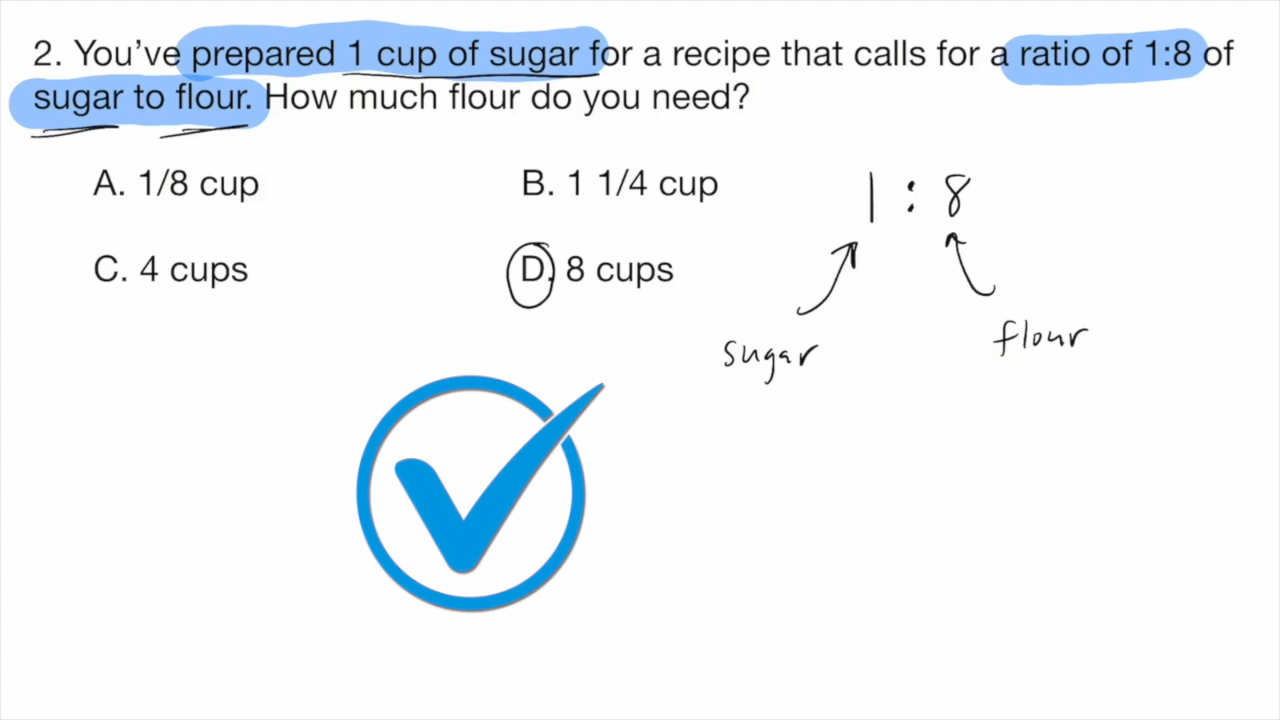 2. You've prepared 1 cup of sugar for a recipe that calls for a ratio of 1:8 of
sugar to flour. How much flour do you need?
A. 1/8 cup
B. 1 1/4 cup
C. 4 cups
D. 8 cups
1 : 8
sugar
flour